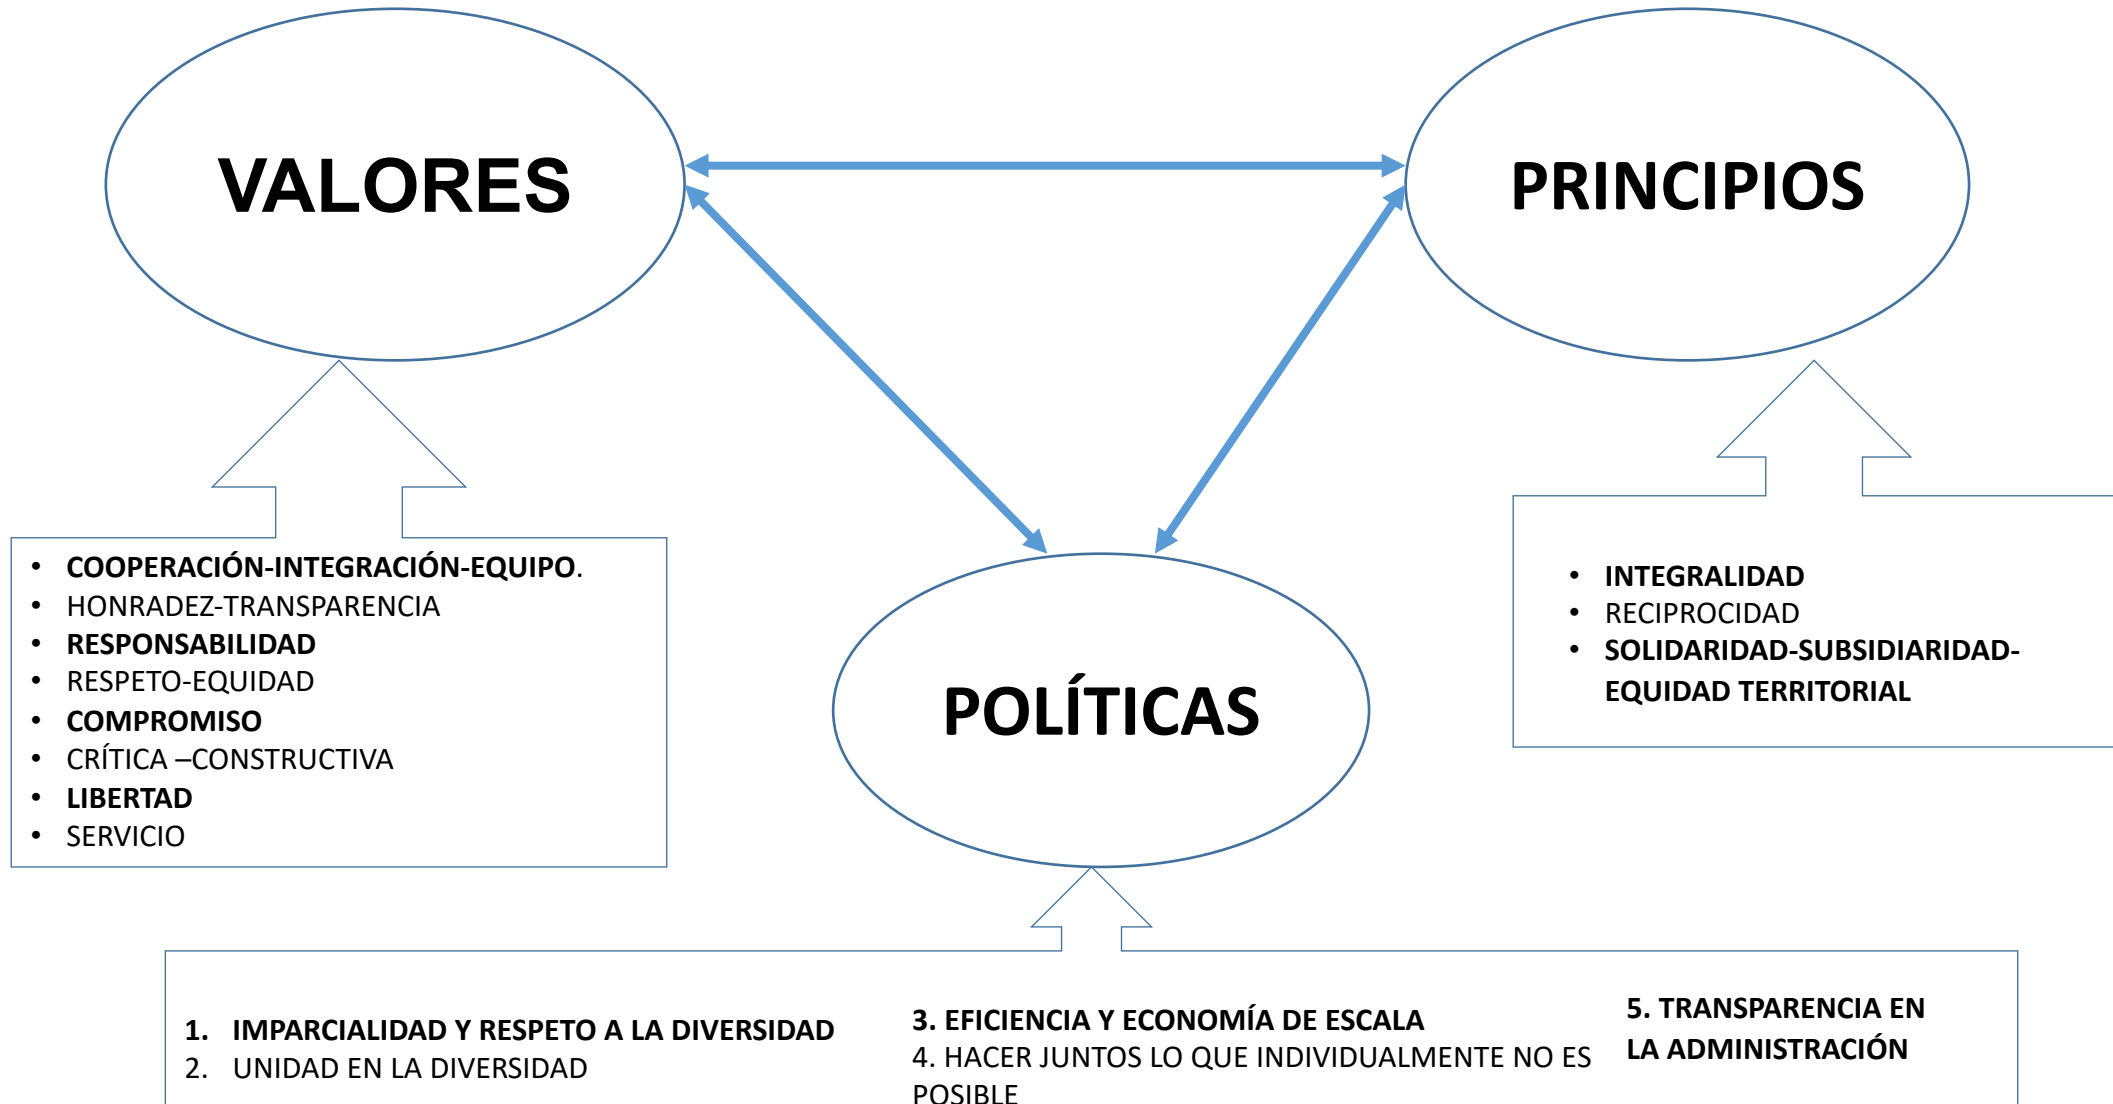 VALORES
PRINCIPIOS
• COOPERACIÓN-INTEGRACIÓN-EQUIPO.
• HONRADEZ-TRANSPARENCIA
• RESPONSABILIDAD
• RESPETO-EQUIDAD
• COMPROMISO
• CRÍTICA –CONSTRUCTIVA
• LIBERTAD
• SERVICIO
• INTEGRALIDAD
• RECIPROCIDAD
• SOLIDARIDAD-SUBSIDIARIDAD-
EQUIDAD TERRITORIAL
POLÍTICAS
1. IMPARCIALIDAD Y RESPETO A LA DIVERSIDAD
2. UNIDAD EN LA DIVERSIDAD
3. EFICIENCIA Y ECONOMÍA DE ESCALA
4. HACER JUNTOS LO QUE INDIVIDUALMENTE NO ES
POSIBLE
5. TRANSPARENCIA EN
LA ADMINISTRACIÓN